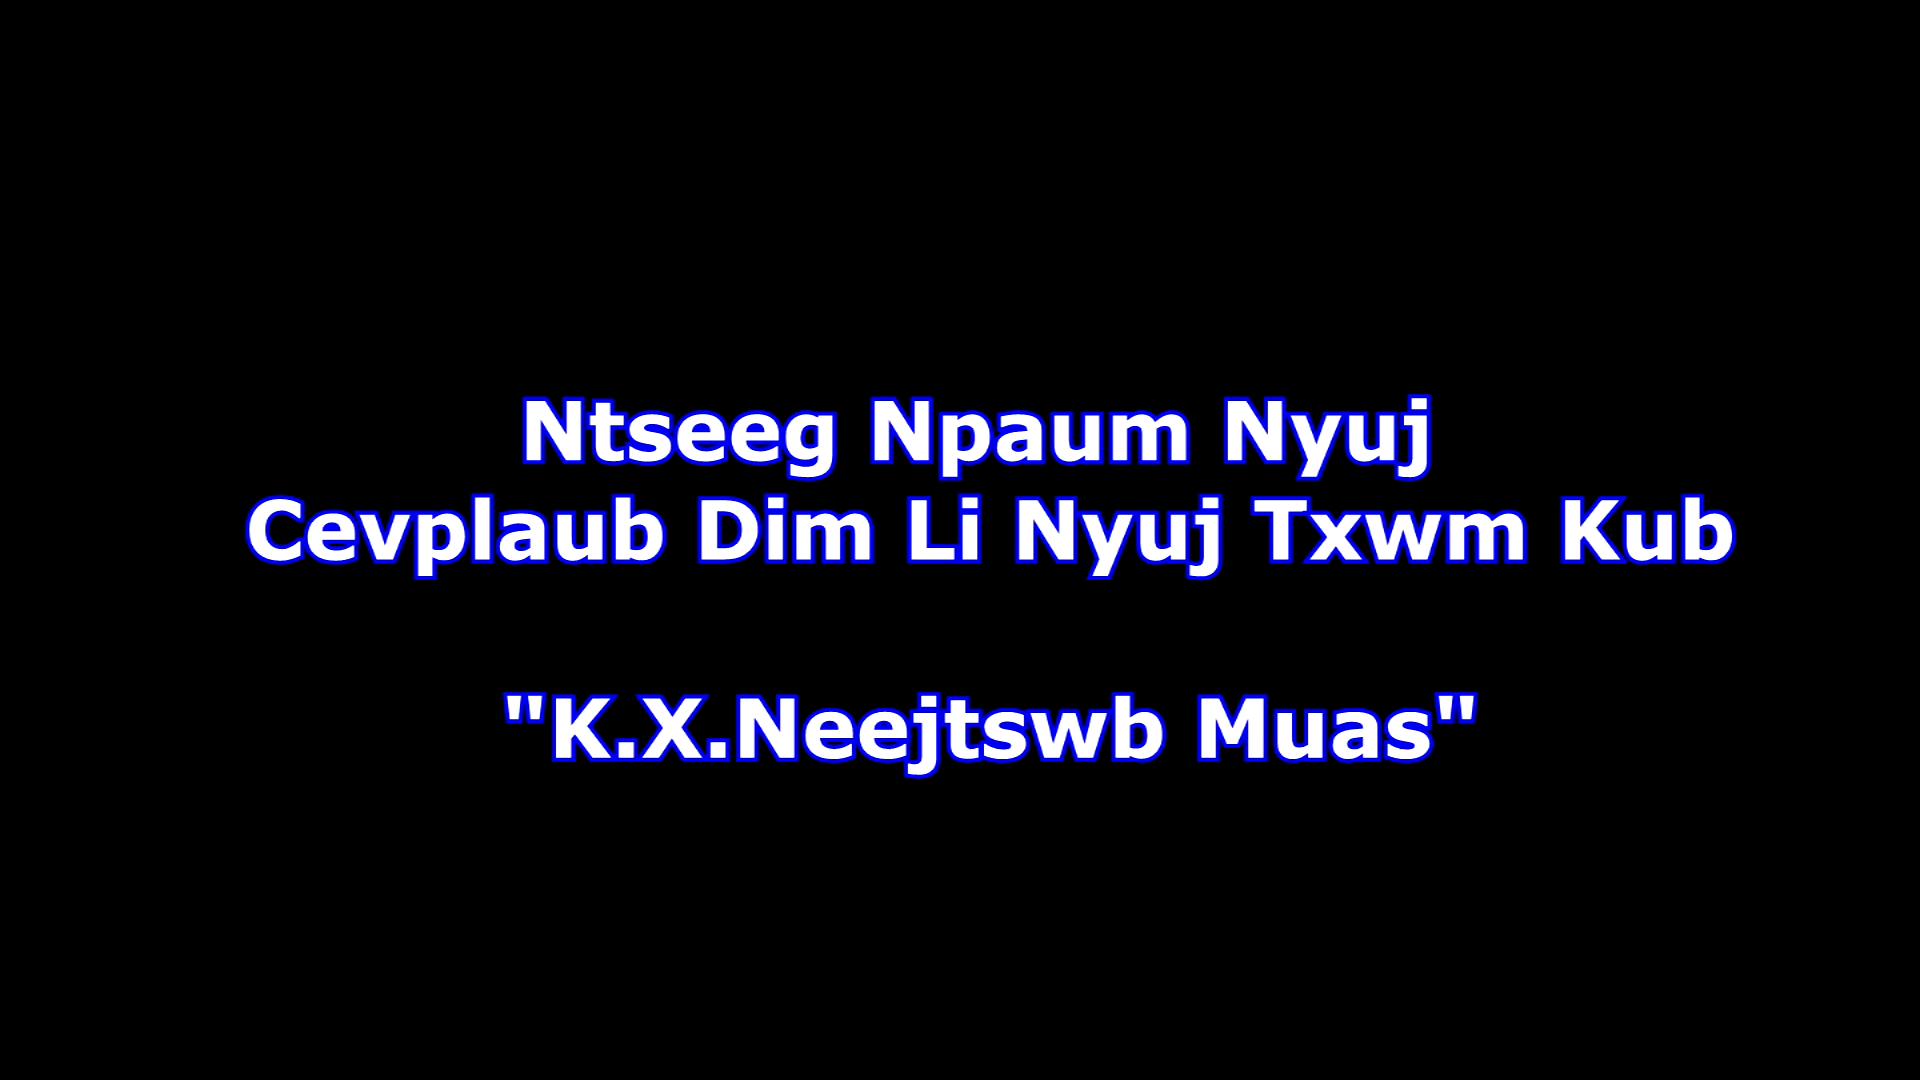 Ntseeg Npaum Nyuj
Cevplaub Dim Li Nyuj Txwm Kub
"K.X.Neejtswb Muas"